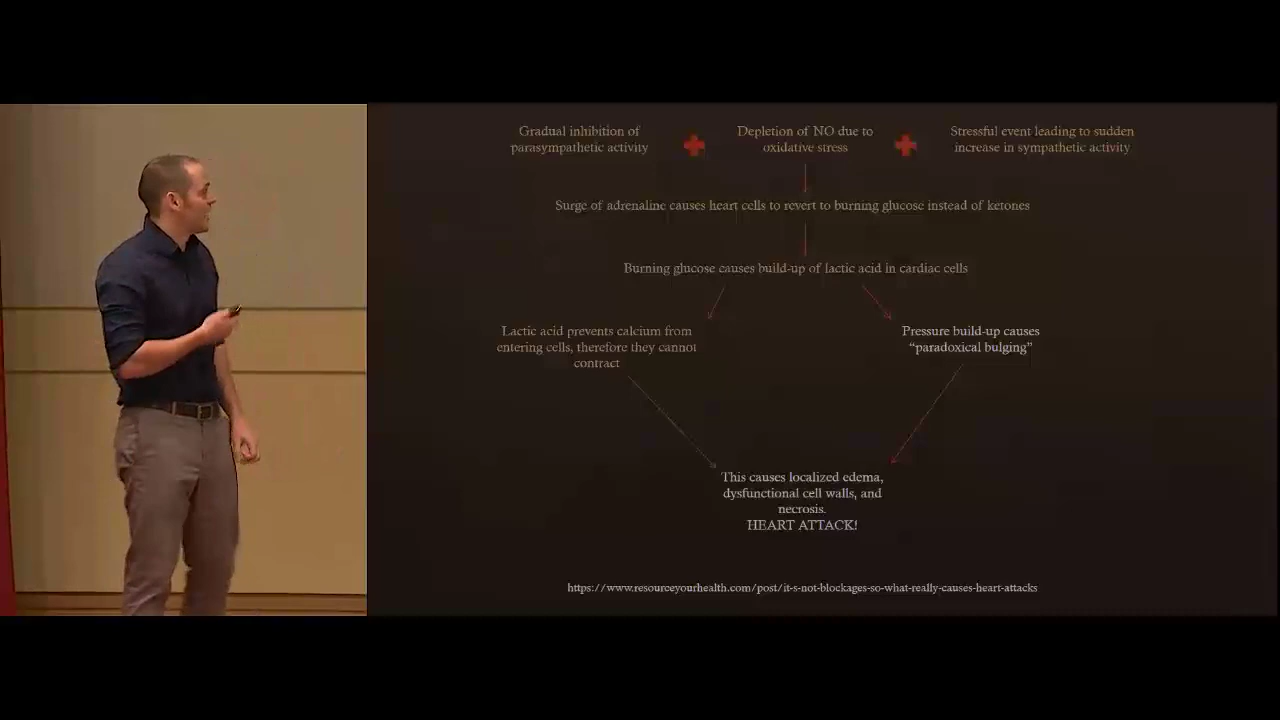 Gradual inhibition of
parasympathetic activity
Depletion of NO due to
oxidative stress
Stressful event leading to sudden
increase in sympathetic activity
Surge of adrenaline causes heart cells to revert to burning glucose instead of ketones
Burning glucose causes build-up of lactic acid in cardiac cells
Lactic acid prevents calcium from
entering cells, therefore they cannot
contract
Pressure build-up causes
“paradoxical bulging”
This causes localized edema,
dysfunctional cell walls, and
necrosis.
HEART ATTACK!
https://www.resourceyourhealth.com/post/it-s-not-blockages-so-what-really-causes-heart-attacks